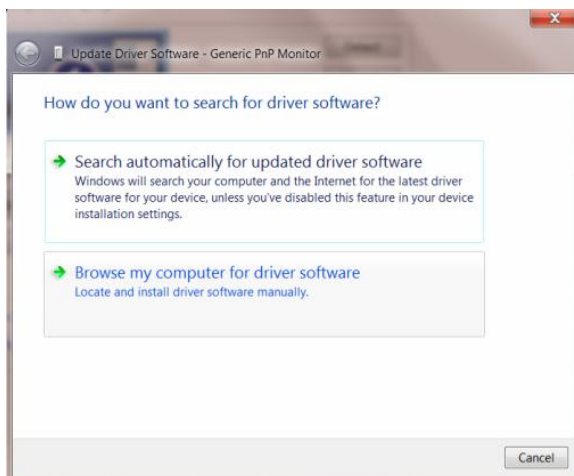 Update Driver Software - Generic PnP Monitor
How do you want to search for driver software?
Search automatically for updated driver software
Windows will search your computer and the Internet for the latest driver
software for your device, unless you've disabled this feature in your device
installation settings.
Browse my computer for driver software
Locate and install driver software manually.
Cancel